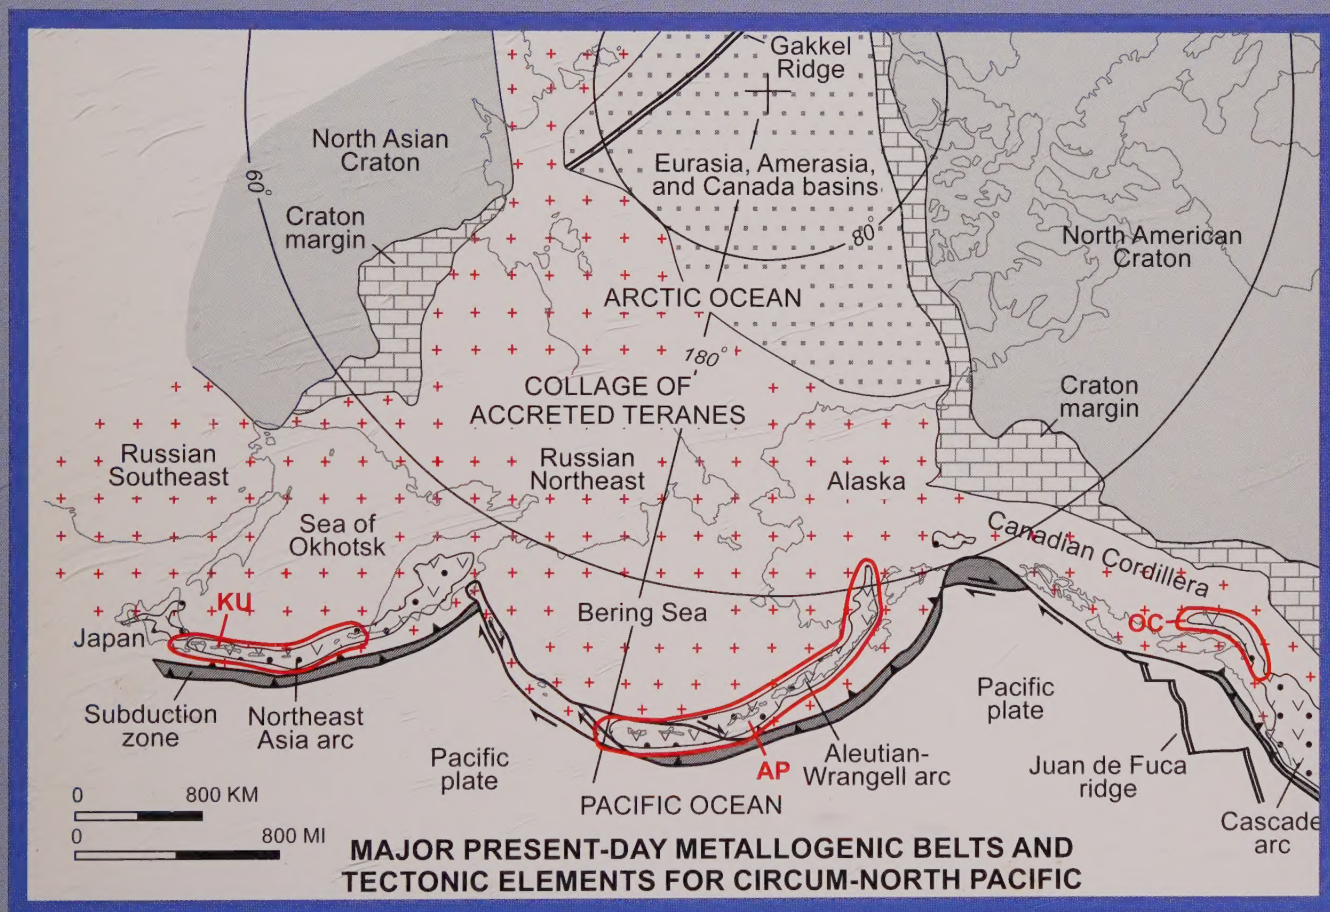 Gakkel
Ridge
North Asian
Craton
60°
Eurasia, Amerasia,
and Canada basins
Craton
margin
80°
North American
Craton
ARCTIC OCEAN
180°
COLLAGE OF
ACCRETED TERANES
Craton
margin
Russian
Southeast
Russian
Northeast
Alaska
Sea of
Okhotsk
Canadian Cordillera
KU
Bering Sea
Japan
OC
Subduction
zone
Northeast
Asia arc
Pacific
plate
Pacific
plate
AP
Aleutian-
Wrangell arc
Juan de Fuca
ridge
Cascade
arc
PACIFIC OCEAN
0 800 KM
0 800 MI
MAJOR PRESENT-DAY METALLOGENIC BELTS AND
TECTONIC ELEMENTS FOR CIRCUM-NORTH PACIFIC